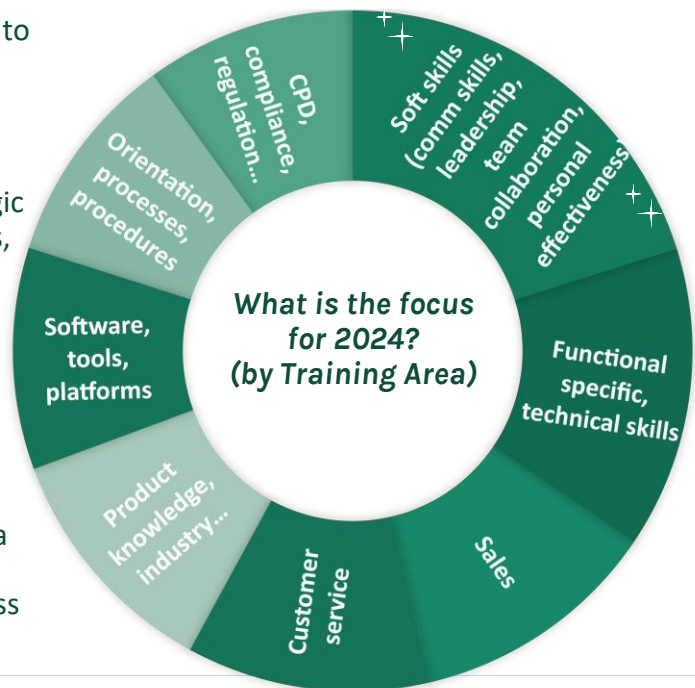 to
gic
s,
a
ss
What is the focus
for 2024?
(by Training Area)
Soft skills
(comm skills,
leadership,
team
collaboration,
personal
effectiveness
Functional
specific,
technical skills
Sales
Customer
service
Product
knowledge,
industry...
Software,
tools,
platforms
Orientation,
processes,
procedures
CPD,
compliance,
regulation...